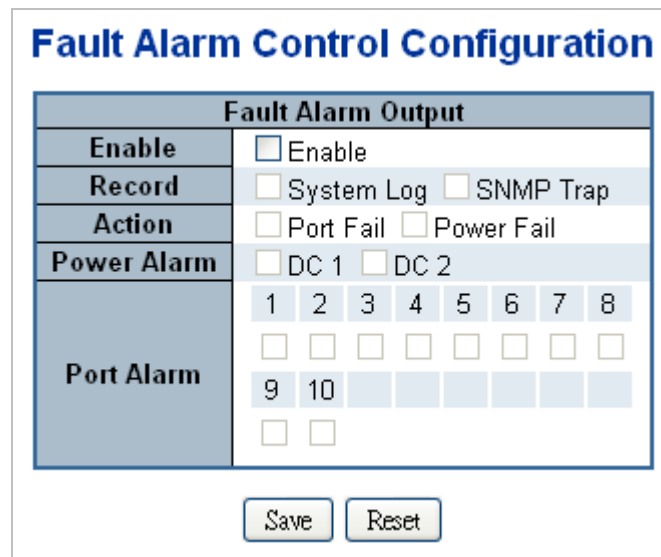 Fault Alarm Control Configuration
Fault Alarm Output
Enable Enable
Record System Log SNMP Trap
Action Port Fail Power Fail
Power Alarm DC 1 DC 2
1 2 3 4 5 6 7 8
Port Alarm
9 10
Save Reset